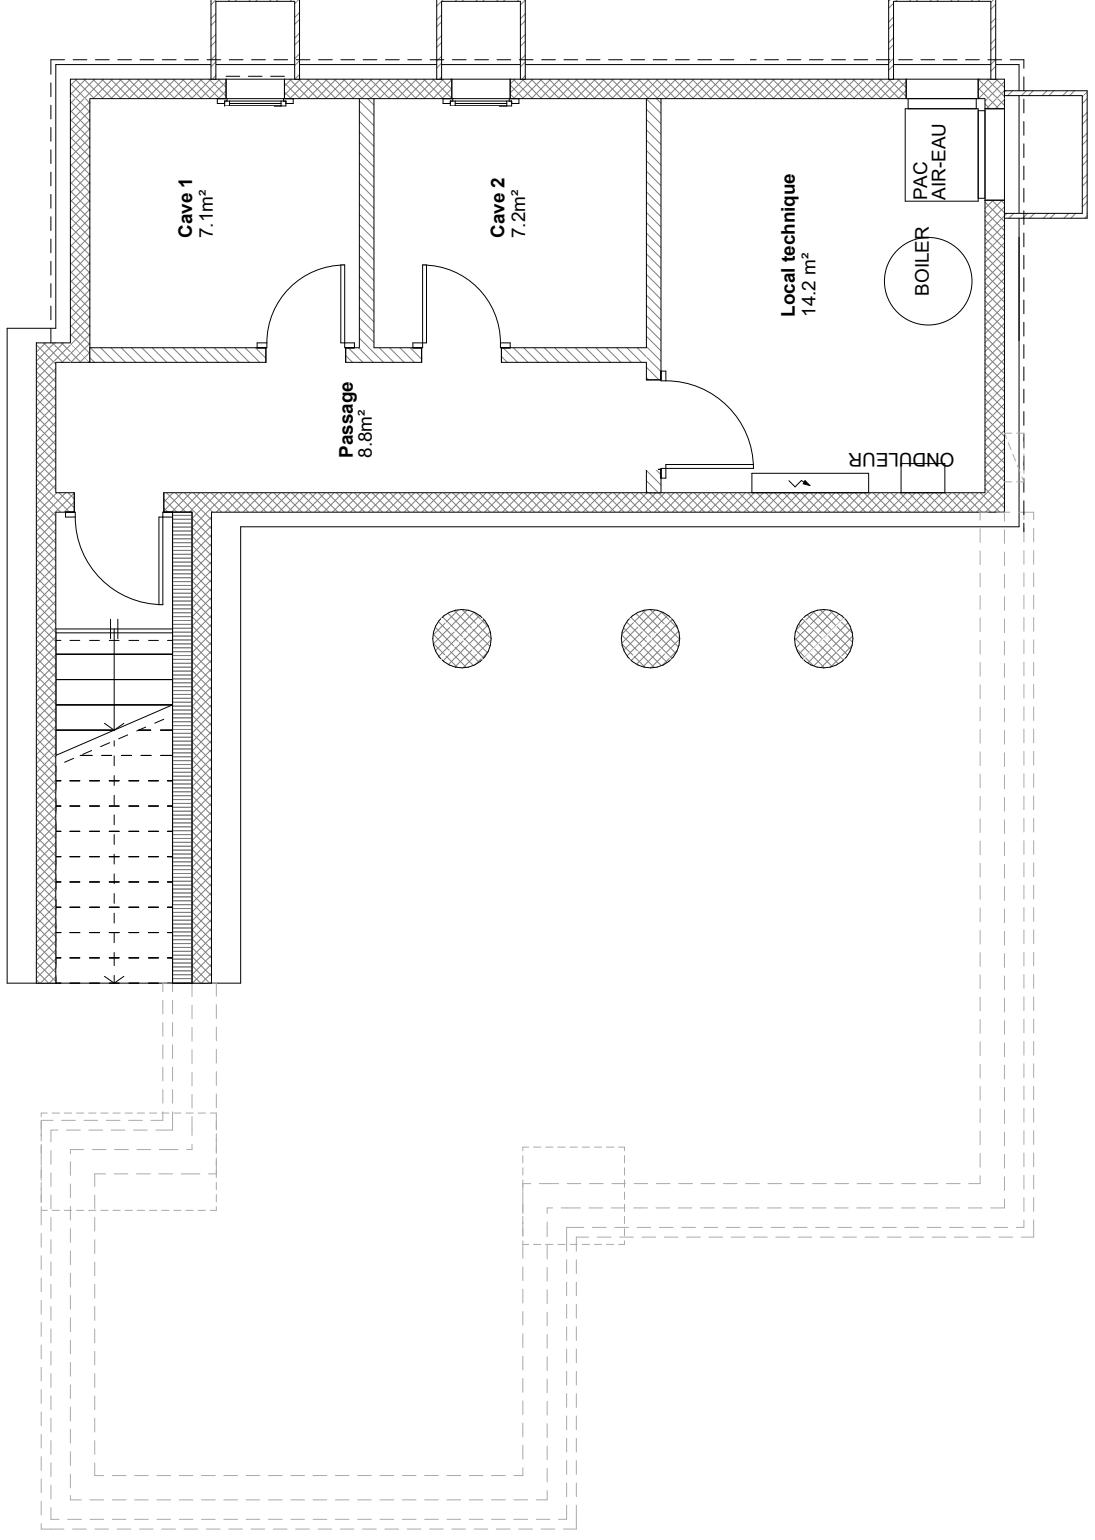 Cave 1
7.1m²
Cave 2
7.2m²
Local technique
14.2 m²
PAC
AIR-EAU
BOILER
Passage
8.8m²
ONDULEUR